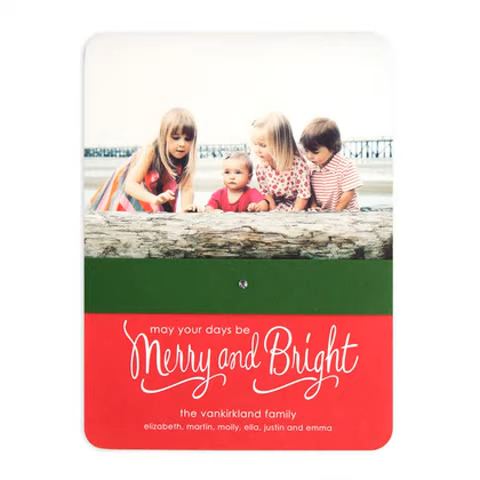 may your days be
Merry and Bright
the vankirkland family
elizabeth, martin, molly, ella, justin and emma